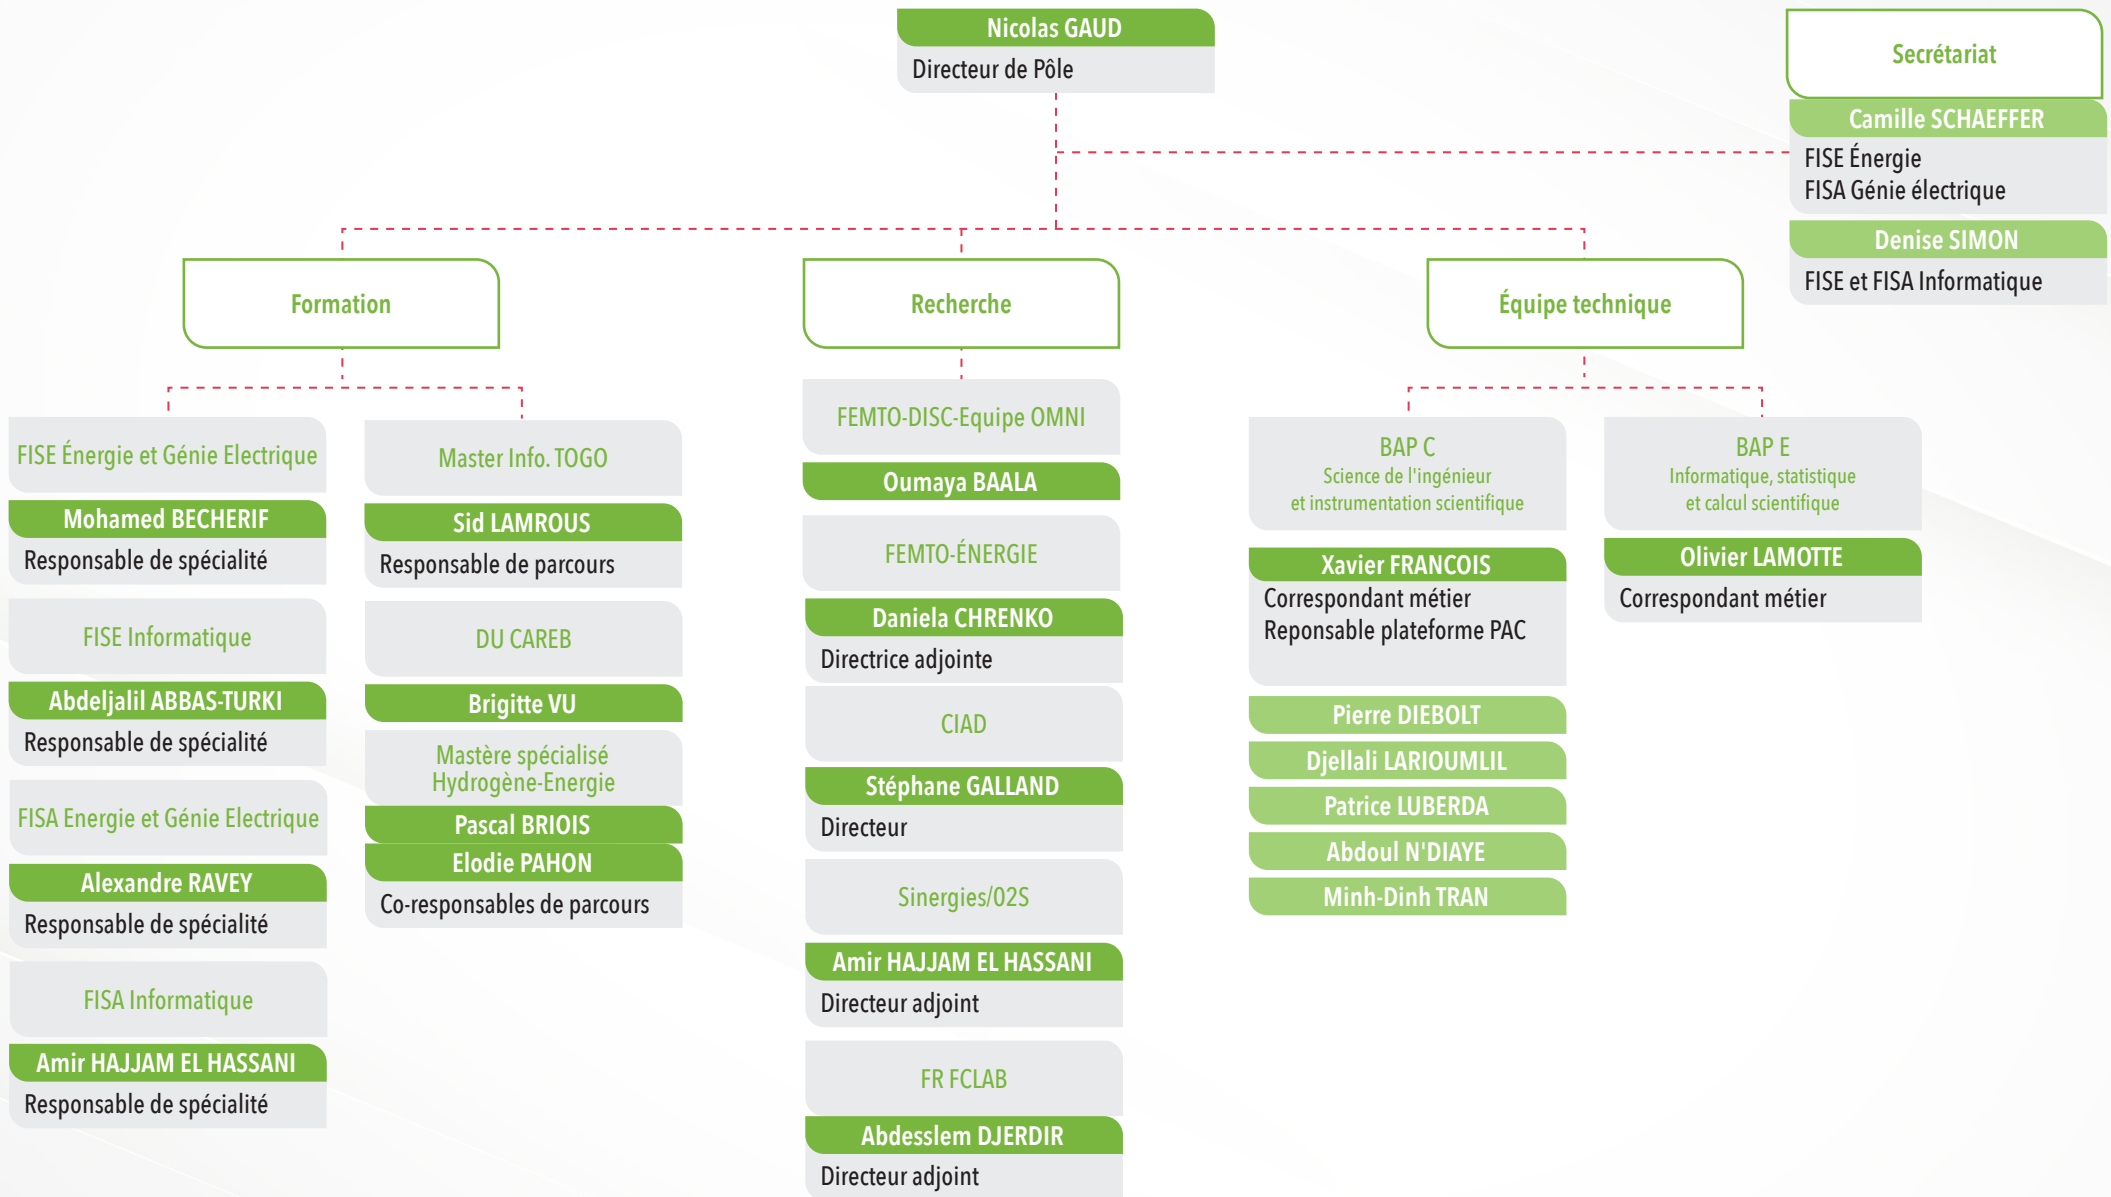 Nicolas GAUD
Directeur de Pôle
Secrétariat
Camille SCHAEFFER
FISE Énergie
FISA Génie électrique
Denise SIMON
FISE et FISA Informatique
Formation
FISE Énergie et Génie Electrique
Mohamed BECHERIF
Responsable de spécialité
FISE Informatique
Abdeljalil ABBAS-TURKI
Responsable de spécialité
FISA Energie et Génie Electrique
Alexandre RAVEY
Responsable de spécialité
FISA Informatique
Amir HAJJAM EL HASSANI
Responsable de spécialité
Master Info. TOGO
Sid LAMROUS
Responsable de parcours
DU CAREB
Brigitte VU
Mastère spécialisé
Hydrogène-Energie
Pascal BRIOIS
Elodie PAHON
Co-responsables de parcours
Recherche
FEMTO-DISC-Equipe OMNI
Oumaya BAALA
FEMTO-ÉNERGIE
Daniela CHRENKO
Directrice adjointe
CIAD
Stéphane GALLAND
Directeur
Sinergies/02S
Amir HAJJAM EL HASSANI
Directeur adjoint
FR FCLAB
Abdesslem DJERDIR
Directeur adjoint
Équipe technique
BAP C
Science de l'ingénieur
et instrumentation scientifique
Xavier FRANCOIS
Correspondant métier
Reponsable plateforme PAC
Pierre DIEBOLT
Djellali LARIOUMLIL
Patrice LUBERDA
Abdoul N'DIAYE
Minh-Dinh TRAN
BAP E
Informatique, statistique
et calcul scientifique
Olivier LAMOTTE
Correspondant métier